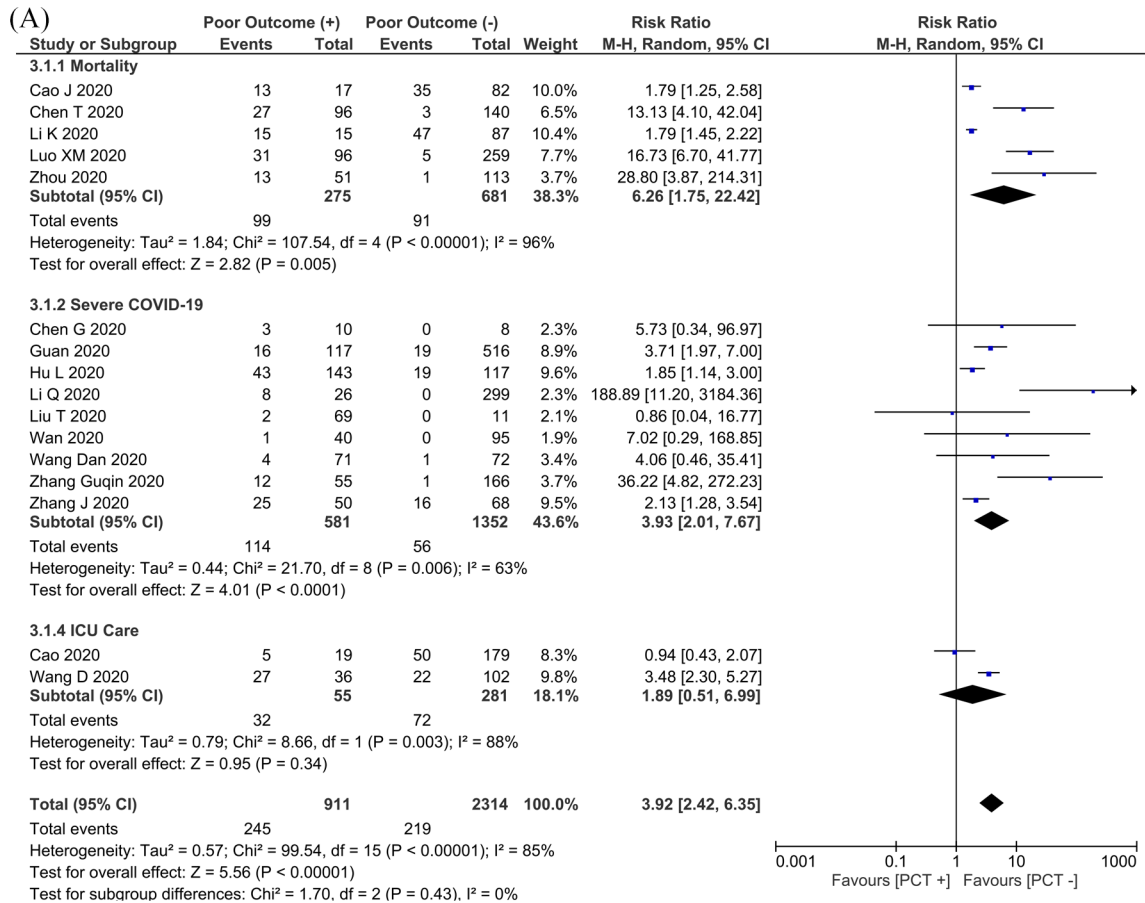 (A)
Poor Outcome (+) Poor Outcome (-) Risk Ratio Risk Ratio
Study or Subgroup Events Total Events Total Weight M-H, Random, 95% CI M-H, Random, 95% CI
3.1.1 Mortality
Cao J 2020 13 17 35 82 10.0% 1.79 [1.25, 2.58]
Chen T 2020 27 96 3 140 6.5% 13.13 [4.10, 42.04]
Li K 2020 15 15 47 87 10.4% 1.79 [1.45, 2.22]
Luo XM 2020 31 96 5 259 7.7% 16.73 [6.70, 41.77]
Zhou 2020 13 51 1 113 3.7% 28.80 [3.87, 214.31]
Subtotal (95% CI) 275 681 38.3% 6.26 [1.75, 22.42]
Total events 99 91
Heterogeneity: Tau² = 1.84; Chi² = 107.54, df = 4 (P < 0.00001); I² = 96%
Test for overall effect: Z = 2.82 (P = 0.005)
3.1.2 Severe COVID-19
Chen G 2020 3 10 0 8 2.3% 5.73 [0.34, 96.97]
Guan 2020 16 117 19 516 8.9% 3.71 [1.97, 7.00]
Hu L 2020 43 143 19 117 9.6% 1.85 [1.14, 3.00]
Li Q 2020 8 26 0 299 2.3% 188.89 [11.20, 3184.36]
Liu T 2020 2 69 0 11 2.1% 0.86 [0.04, 16.77]
Wan 2020 1 40 0 95 1.9% 7.02 [0.29, 168.85]
Wang Dan 2020 4 71 1 72 3.4% 4.06 [0.46, 35.41]
Zhang Guqin 2020 12 55 1 166 3.7% 36.22 [4.82, 272.23]
Zhang J 2020 25 50 16 68 9.5% 2.13 [1.28, 3.54]
Subtotal (95% CI) 581 1352 43.6% 3.93 [2.01, 7.67]
Total events 114 56
Heterogeneity: Tau² = 0.44; Chi² = 21.70, df = 8 (P = 0.006); I² = 63%
Test for overall effect: Z = 4.01 (P < 0.0001)
3.1.4 ICU Care
Cao 2020 5 19 50 179 8.3% 0.94 [0.43, 2.07]
Wang D 2020 27 36 22 102 9.8% 3.48 [2.30, 5.27]
Subtotal (95% CI) 55 281 18.1% 1.89 [0.51, 6.99]
Total events 32 72
Heterogeneity: Tau² = 0.79; Chi² = 8.66, df = 1 (P = 0.003); I² = 88%
Test for overall effect: Z = 0.95 (P = 0.34)
Total (95% CI) 911 2314 100.0% 3.92 [2.42, 6.35]
Total events 245 219
Heterogeneity: Tau² = 0.57; Chi² = 99.54, df = 15 (P < 0.00001); I² = 85%
Test for overall effect: Z = 5.56 (P < 0.00001)
Test for subgroup differences: Chi² = 1.70, df = 2 (P = 0.43), I² = 0%
0.001 0.1 1 10 1000
Favours [PCT +] Favours [PCT -]